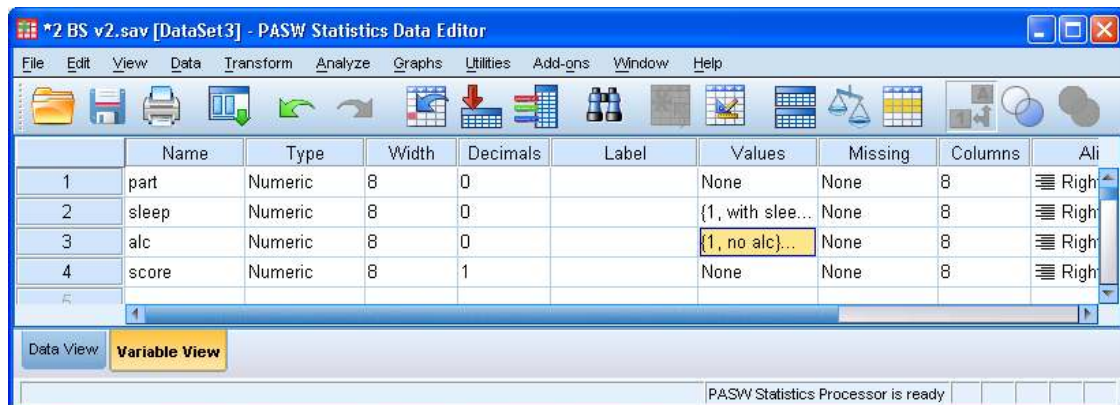 *2 BS v2.sav [DataSet3] - PASW Statistics Data Editor
File Edit View Data Transform Analyze Graphs Utilities Add-ons Window Help
Name Type Width Decimals Label Values Missing Columns Ali
1 part Numeric 8 0 None None 8 Righ
2 sleep Numeric 8 0 {1, with slee... None 8 Righ
3 alc Numeric 8 0 {1, no alc}... None 8 Righ
4 score Numeric 8 1 None None 8 Righ
5
Data View Variable View
PASW Statistics Processor is ready